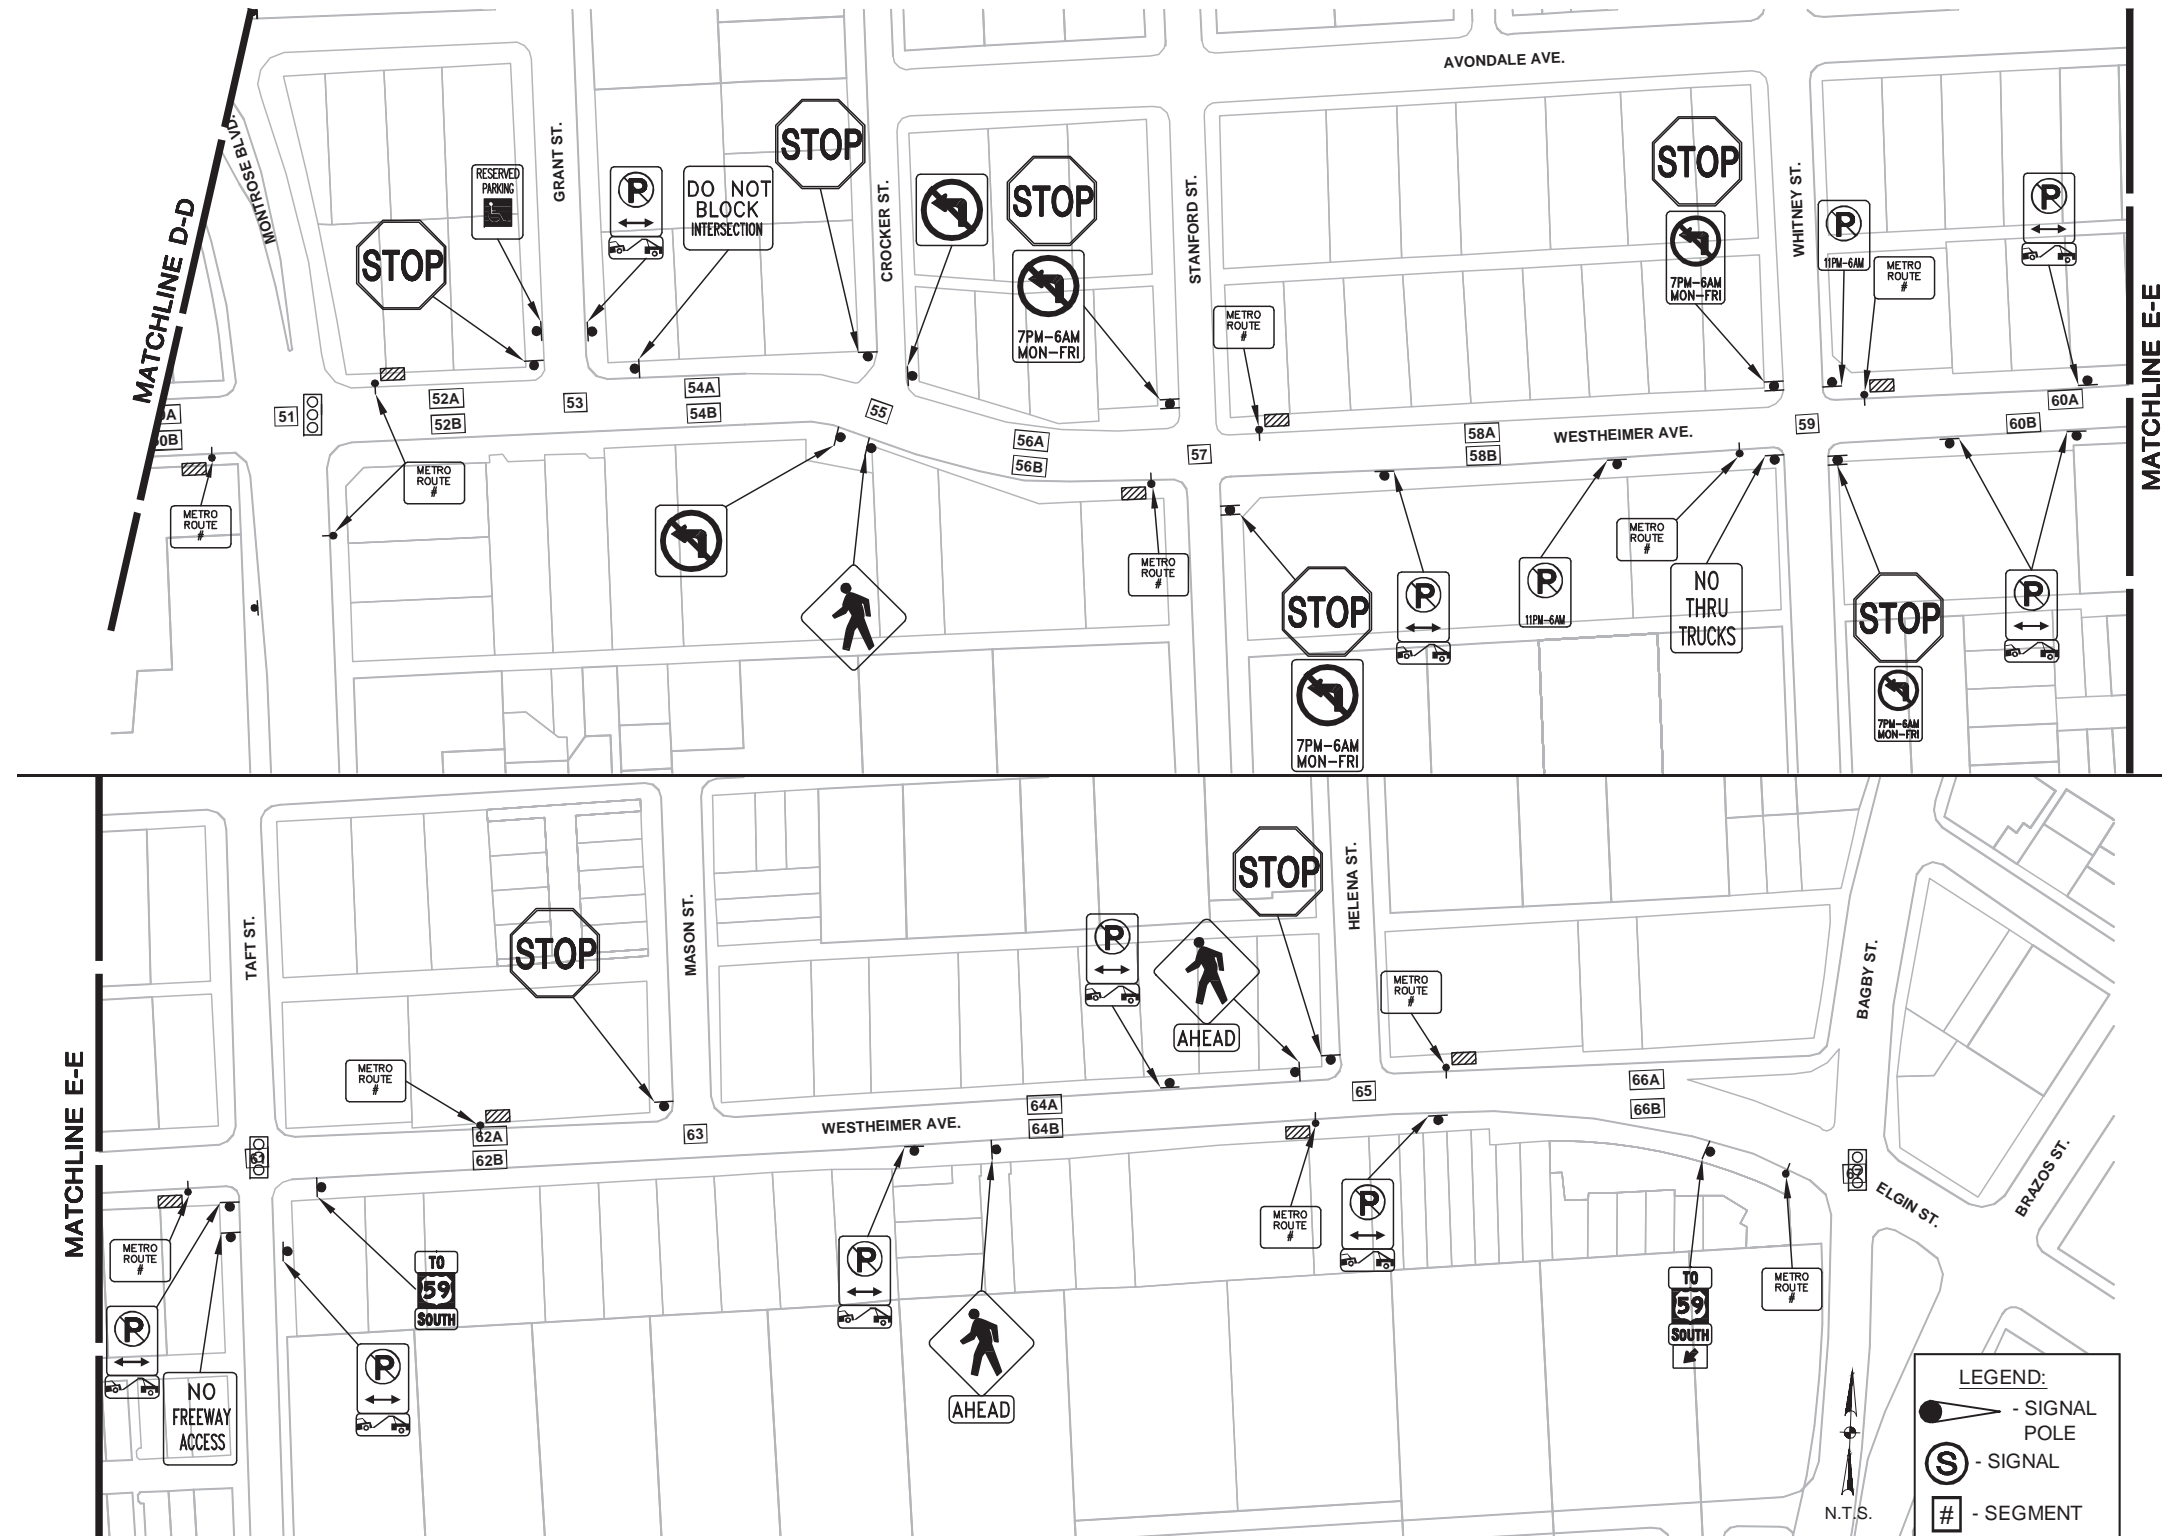 AVONDALE AVE.
MATCHLINE D-D
MONTROSE BLVD.
GRANT ST.
CROCKER ST.
STANFORD ST.
WHITNEY ST.
MATCHLINE E-E
STOP
RESERVED
PARKING
P
DO NOT
BLOCK
INTERSECTION
STOP
STOP
7PM-6AM
MON-FRI
METRO
ROUTE
#
STOP
7PM-6AM
MON-FRI
P
11PM-6AM
METRO
ROUTE
#
P
0A
50B
51
52A
52B
53
54A
54B
55
56A
56B
57
58A
58B
WESTHEIMER AVE.
59
60A
60B
METRO
ROUTE
#
METRO
ROUTE
#
METRO
ROUTE
#
STOP
7PM-6AM
MON-FRI
P
P
11PM-6AM
METRO
ROUTE
#
NO
THRU
TRUCKS
STOP
7PM-6AM
MON-FRI
P
MATCHLINE E-E
TAFT ST.
MASON ST.
HELENA ST.
BAGBY ST.
BRAZOS ST.
ELGIN ST.
STOP
METRO
ROUTE
#
P
AHEAD
STOP
METRO
ROUTE
#
61
62A
62B
63
WESTHEIMER AVE.
64A
64B
65
66A
66B
67
METRO
ROUTE
#
P
NO
FREEWAY
ACCESS
P
TO
59
SOUTH
P
AHEAD
METRO
ROUTE
#
P
TO
59
SOUTH
METRO
ROUTE
#
N.T.S.
LEGEND:
- SIGNAL
POLE
S - SIGNAL
# - SEGMENT